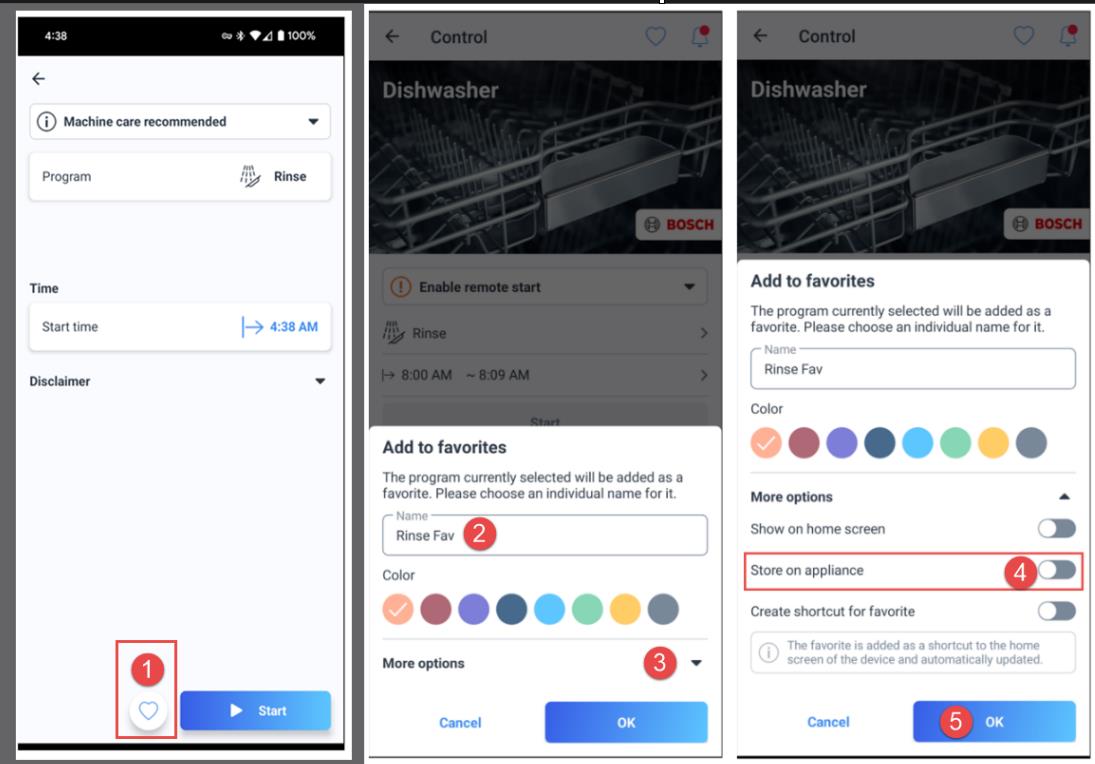 4:38
100%
Machine care recommended
Program
Rinse
Time
Start time
4:38 AM
Disclaimer
1
Start
Control
Dishwasher
BOSCH
Enable remote start
Rinse
8:00 AM ~ 8:09 AM
Start
Add to favorites
The program currently selected will be added as a
favorite. Please choose an individual name for it.
Name
Rinse Fav
2
Color
More options
3
Cancel
OK
Control
Dishwasher
BOSCH
Add to favorites
The program currently selected will be added as a
favorite. Please choose an individual name for it.
Name
Rinse Fav
Color
More options
Show on home screen
Store on appliance
4
Create shortcut for favorite
The favorite is added as a shortcut to the home
screen of the device and automatically updated.
Cancel
5
OK